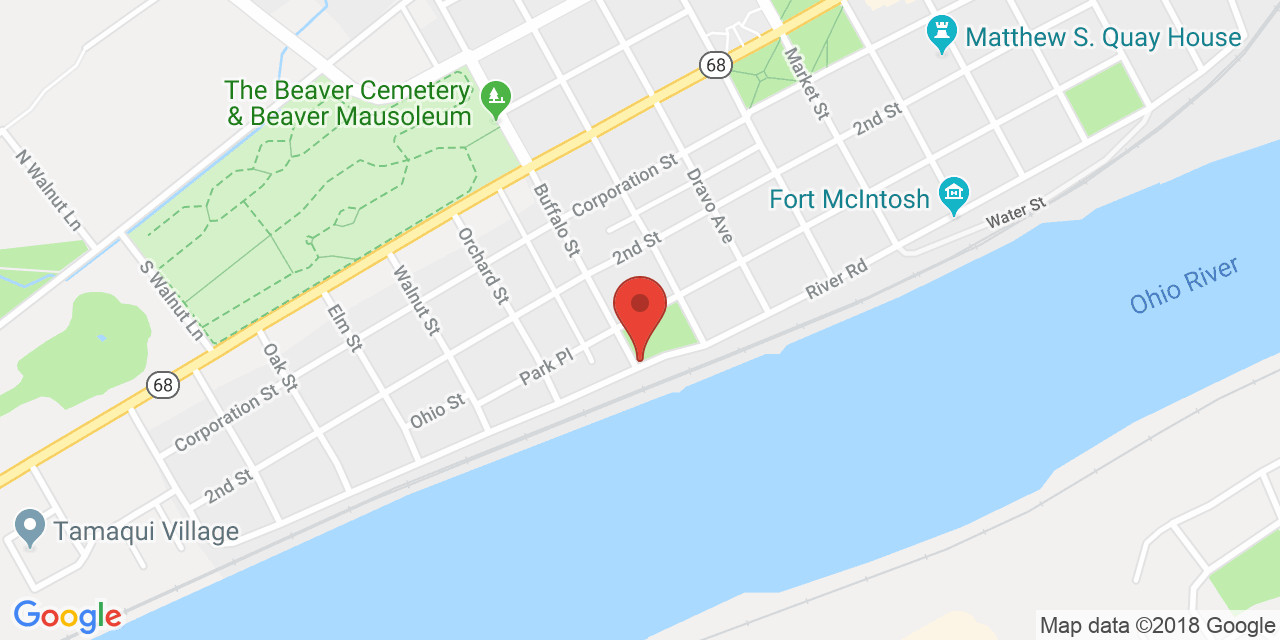 Matthew S. Quay House
68
Market St
The Beaver Cemetery
& Beaver Mausoleum
2nd St
N Walnut Ln
Corporation St
Dravo Ave
Buffalo St
Fort McIntosh
Water St
2nd St
Orchard St
S Walnut Ln
River Rd
Ohio River
Walnut St
Elm St
Oak St
Park Pl
68
Corporation St
Ohio St
2nd St
Tamaqui Village
Google
Map data ©2018 Google